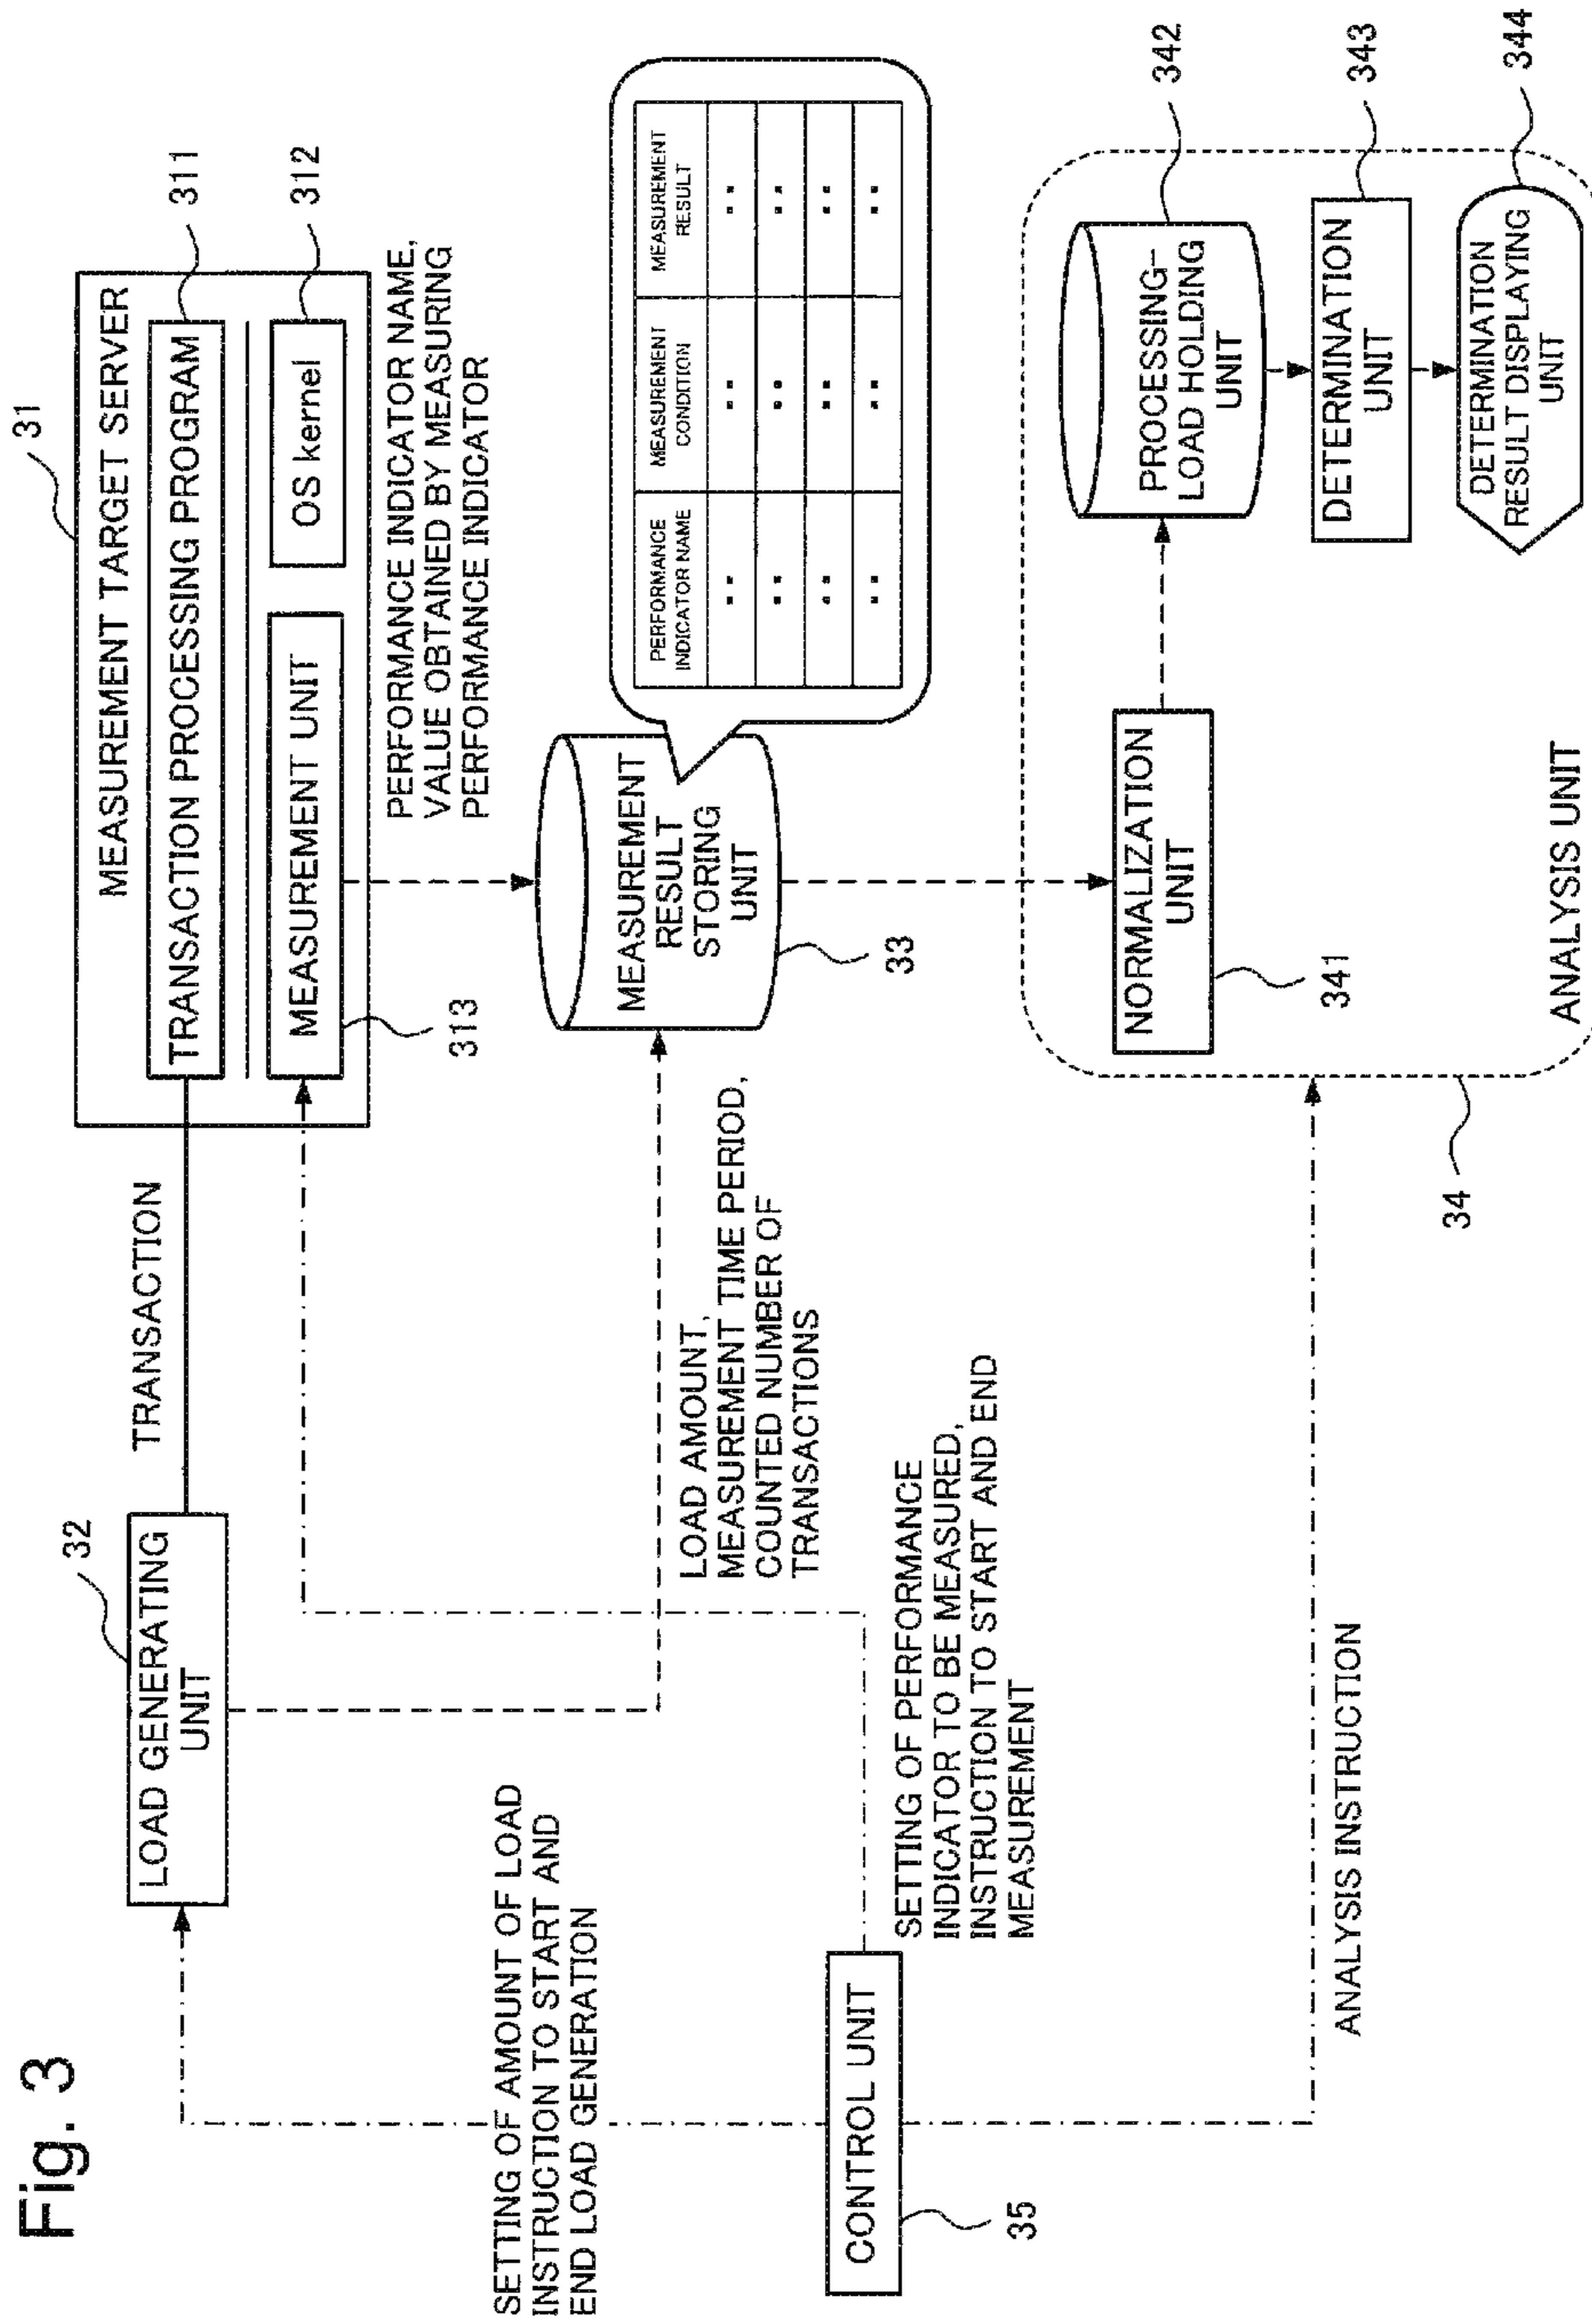 Fig. 3
31
MEASUREMENT TARGET SERVER
TRANSACTION PROCESSING PROGRAM
311
MEASUREMENT UNIT
OS kernel
312
313
32
LOAD GENERATING
UNIT
TRANSACTION
PERFORMANCE INDICATOR NAME,
VALUE OBTAINED BY MEASURING
PERFORMANCE INDICATOR
SETTING OF AMOUNT OF LOAD
INSTRUCTION TO START AND
END LOAD GENERATION
LOAD AMOUNT,
MEASUREMENT TIME PERIOD,
COUNTED NUMBER OF
TRANSACTIONS
MEASUREMENT
RESULT
STORING
UNIT
33
PERFORMANCE
INDICATOR NAME
MEASUREMENT
CONDITION
MEASUREMENT
RESULT
CONTROL UNIT
35
SETTING OF PERFORMANCE
INDICATOR TO BE MEASURED,
INSTRUCTION TO START AND END
MEASUREMENT
ANALYSIS INSTRUCTION
34
NORMALIZATION
UNIT
341
PROCESSING-
LOAD HOLDING
UNIT
342
DETERMINATION
UNIT
343
DETERMINATION
RESULT DISPLAYING
UNIT
344
ANALYSIS UNIT